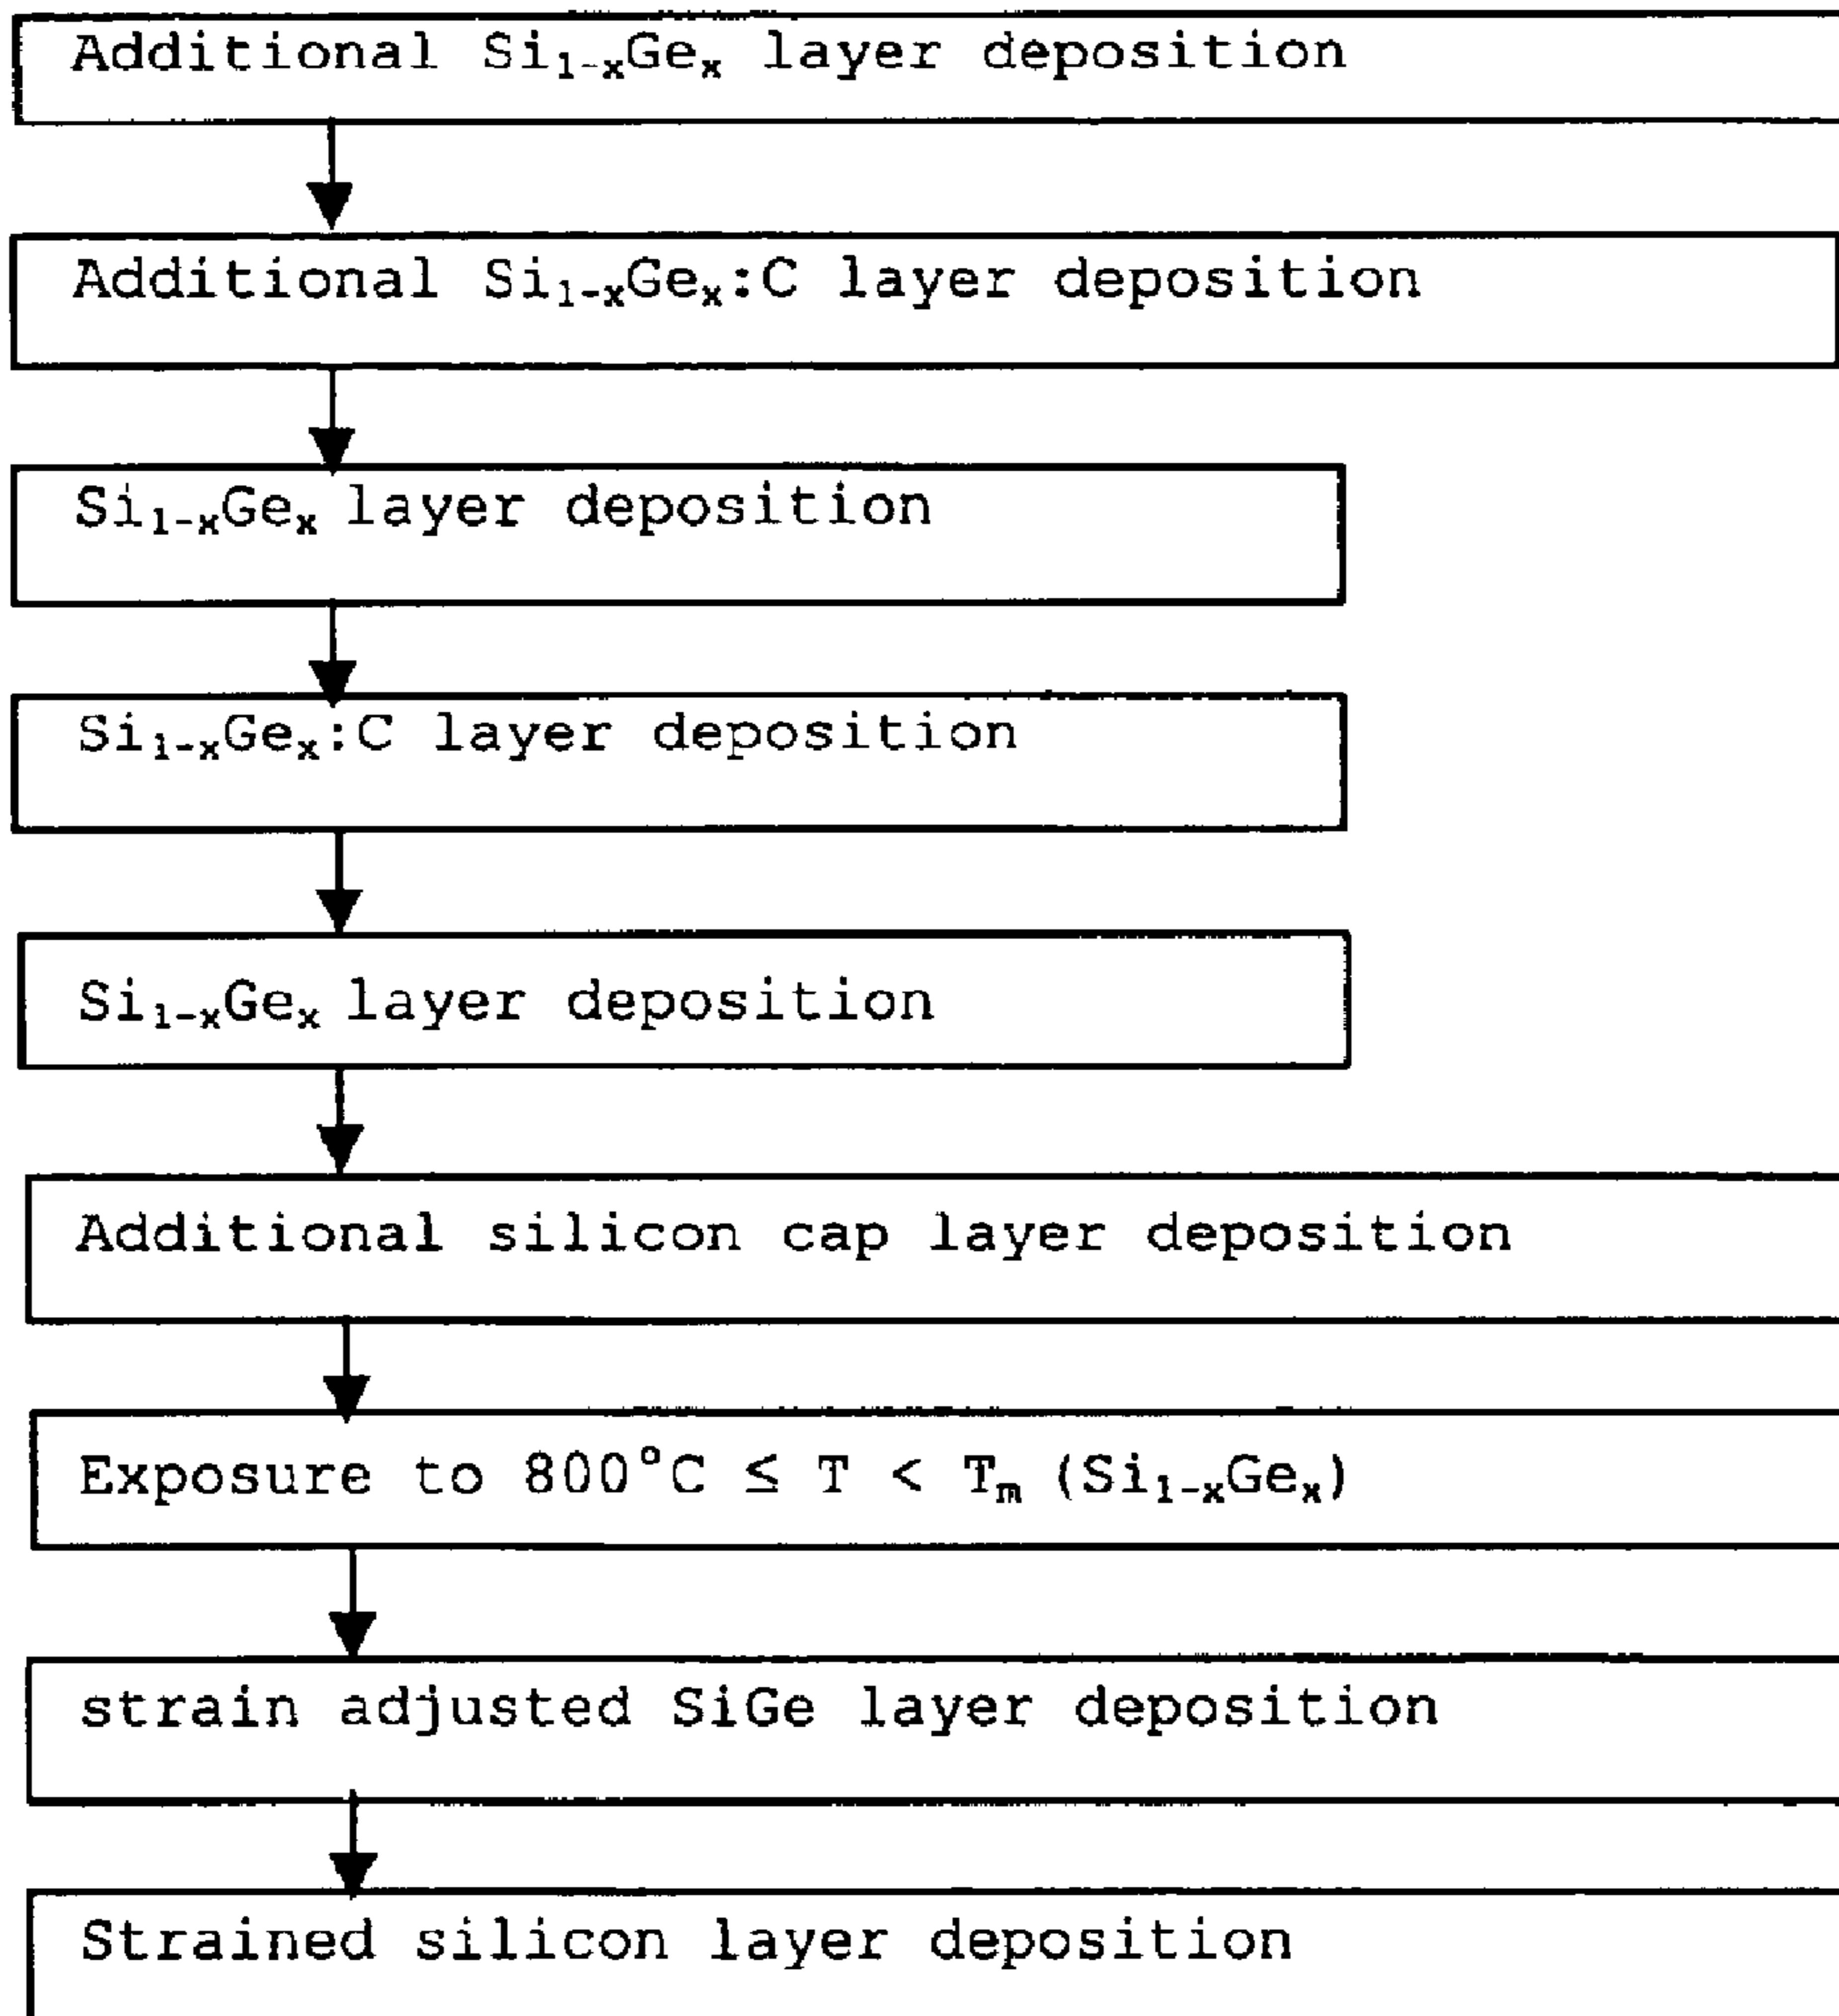 Additional Si₁₋ₓGeₓ layer deposition
Additional Si₁₋ₓGeₓ:C layer deposition
Si₁₋ₓGeₓ layer deposition
Si₁₋ₓGeₓ:C layer deposition
Si₁₋ₓGeₓ layer deposition
Additional silicon cap layer deposition
Exposure to 800°C ≤ T < Tₘ (Si₁₋ₓGeₓ)
strain adjusted SiGe layer deposition
Strained silicon layer deposition